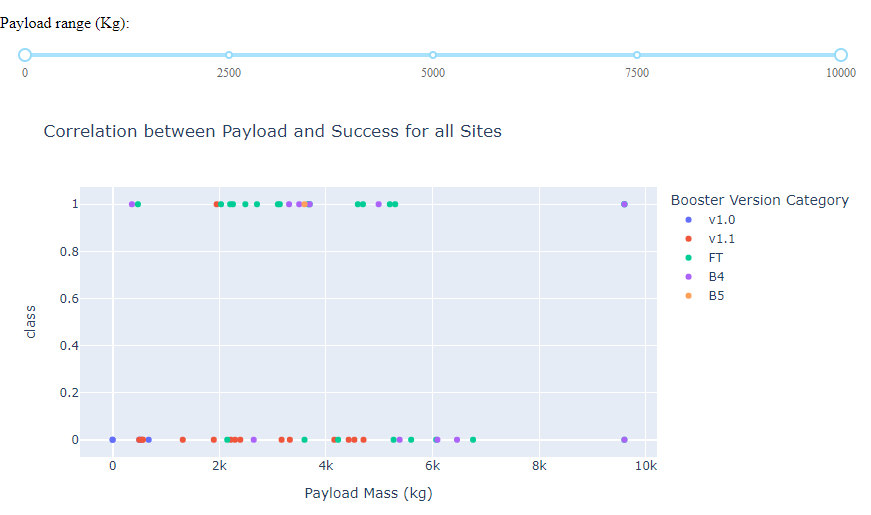 Payload range (Kg):
0 2500 5000 7500 10000
Correlation between Payload and Success for all Sites
Booster Version Category
v1.0
v1.1
FT
B4
B5
class
1
0.8
0.6
0.4
0.2
0
0 2k 4k 6k 8k 10k
Payload Mass (kg)